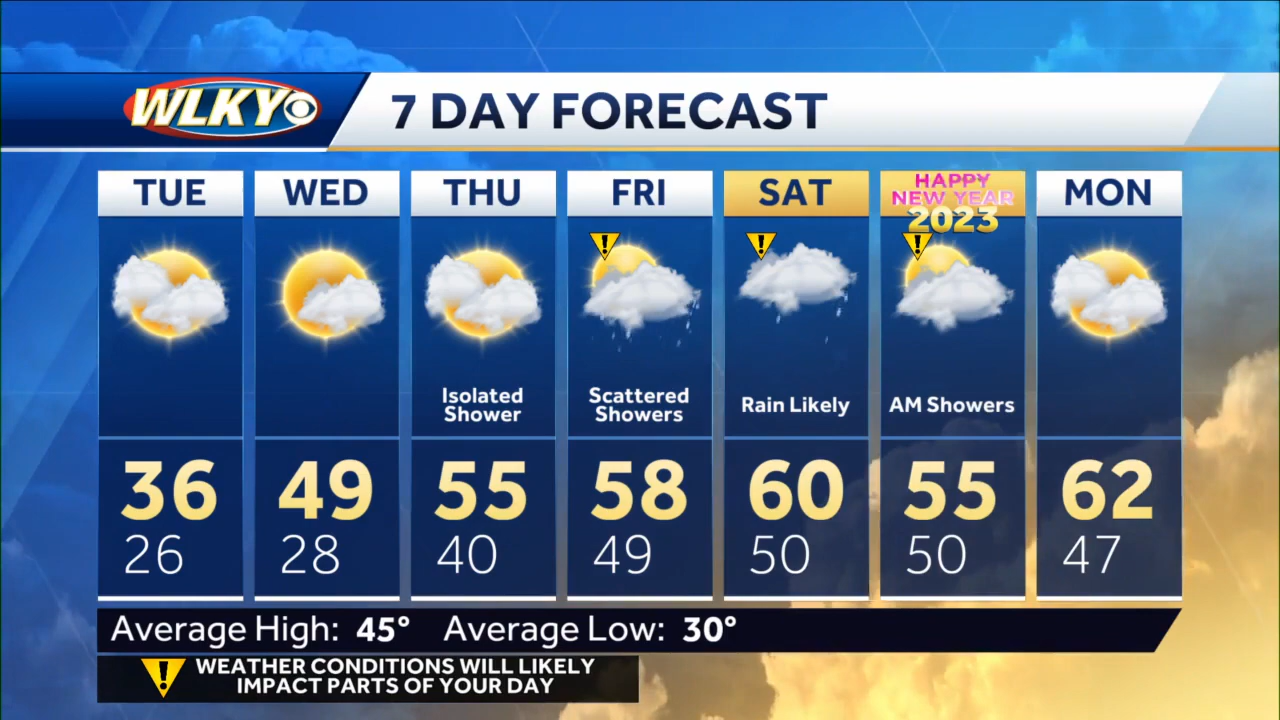 WLKY
7 DAY FORECAST
TUE
WED
THU
FRI
SAT
HAPPY
NEW YEAR
2023
MON
!
!
!
Isolated
Shower
Scattered
Showers
Rain Likely
AM Showers
36
49
55
58
60
55
62
26
28
40
49
50
50
47
Average High: 45° Average Low: 30°
! WEATHER CONDITIONS WILL LIKELY
IMPACT PARTS OF YOUR DAY